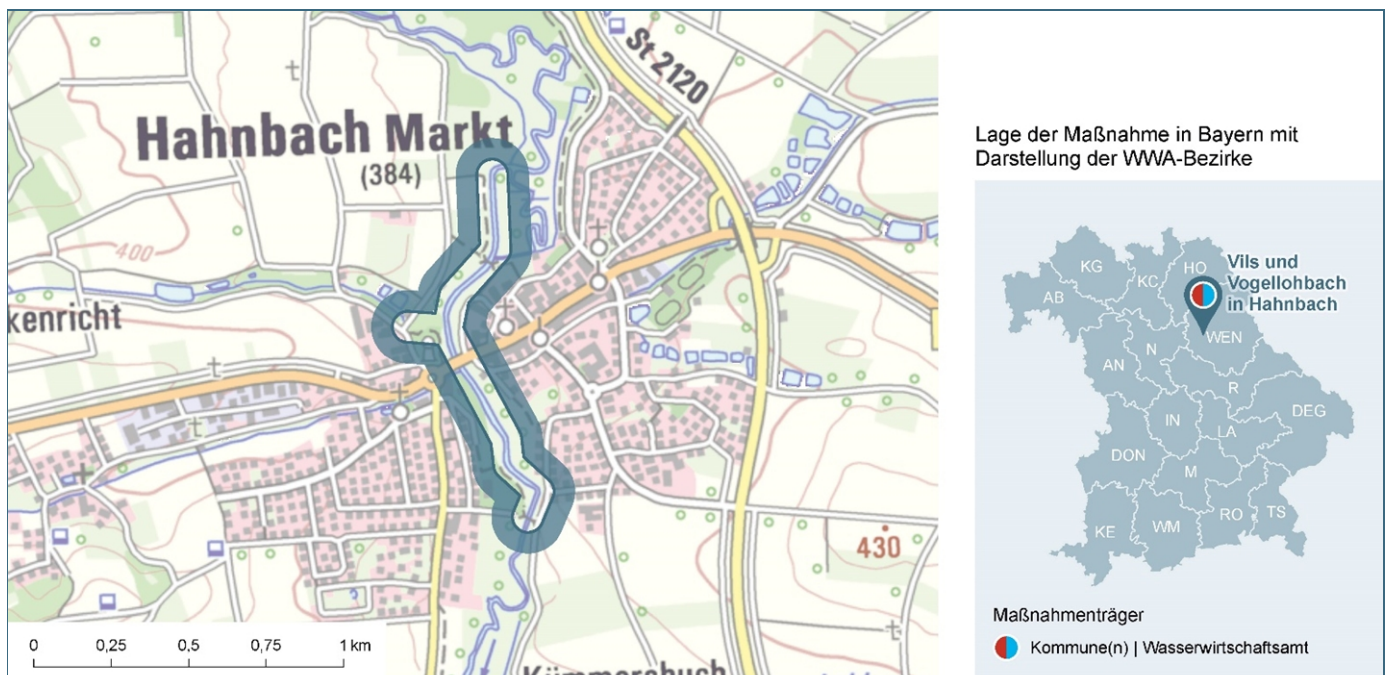 St 2120
Hahnbach Markt
(384)
400
kenricht
430
Kümmersbuch
0 0,25 0,5 0,75 1 km
Lage der Maßnahme in Bayern mit
Darstellung der WWA-Bezirke
KG
KC
HO
AB
Vils und
Vogellohbach
in Hahnbach
WEN
AN
N
R
DEG
IN
LA
DON
M
KE
WM
RO
TS
Maßnahmenträger
Kommune(n) | Wasserwirtschaftsamt